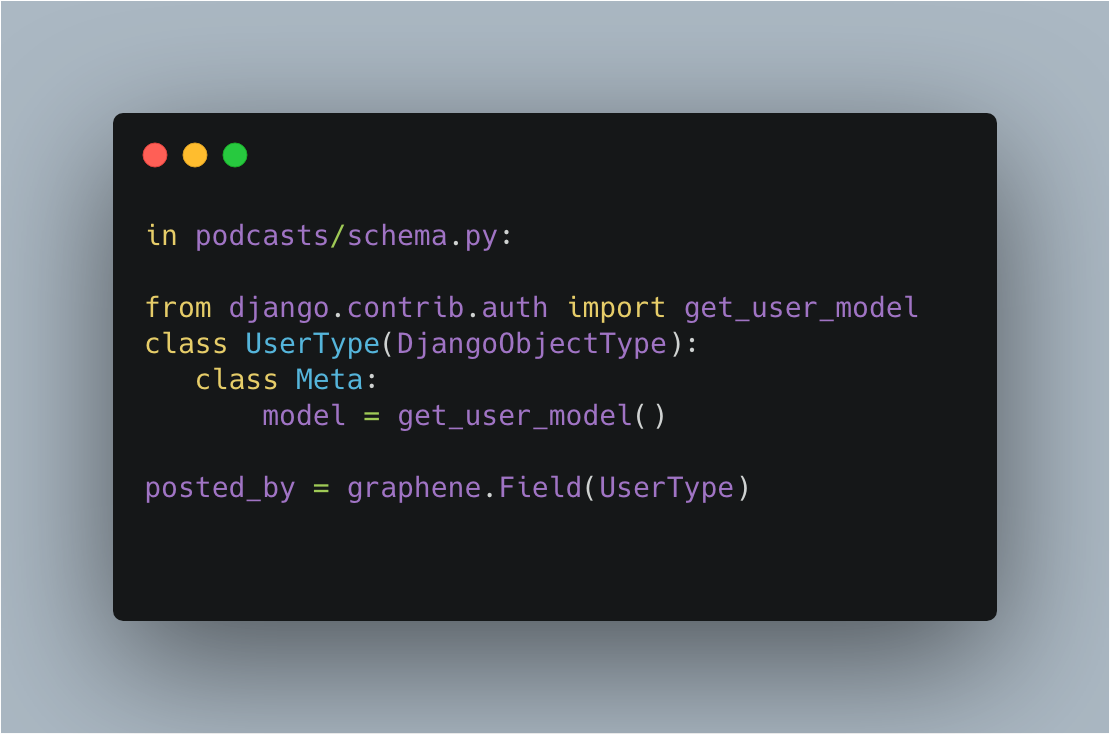 in podcasts/schema.py:
from django.contrib.auth import get_user_model
class UserType(DjangoObjectType):
   class Meta:
       model = get_user_model()
posted_by = graphene.Field(UserType)